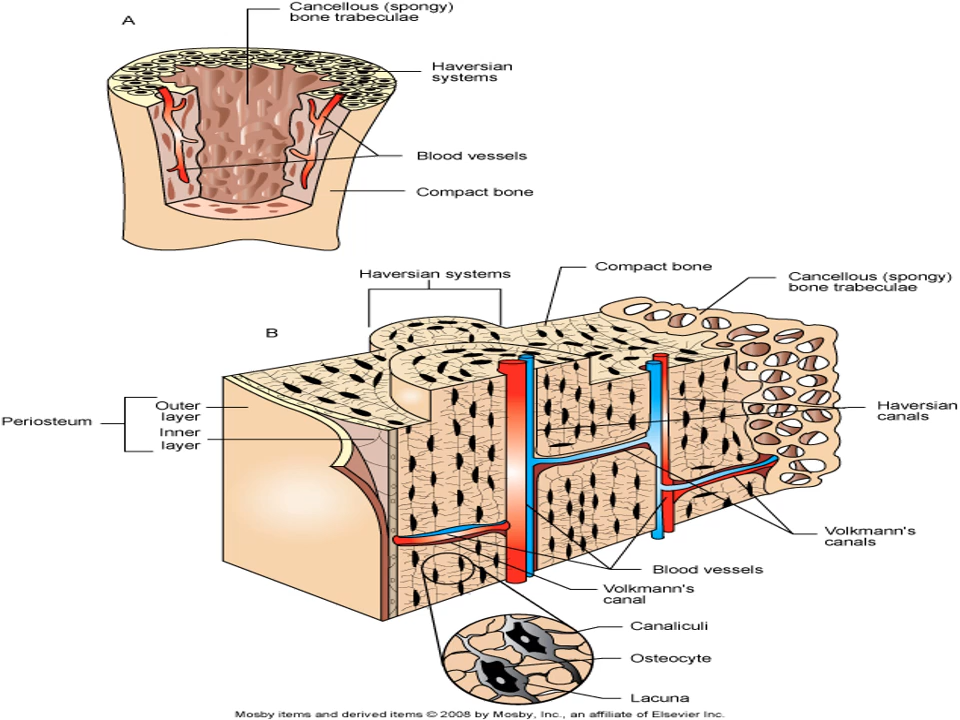 A
Cancellous (spongy)
bone trabeculae
Haversian
systems
Blood vessels
Compact bone
B
Haversian systems
Compact bone
Cancellous (spongy)
bone trabeculae
Periosteum
Outer
layer
Inner
layer
Haversian
canals
Volkmann's
canals
Blood vessels
Volkmann's
canal
Canaliculi
Osteocyte
Lacuna
Mosby items and derived items © 2008 by Mosby, Inc., an affiliate of Elsevier Inc.